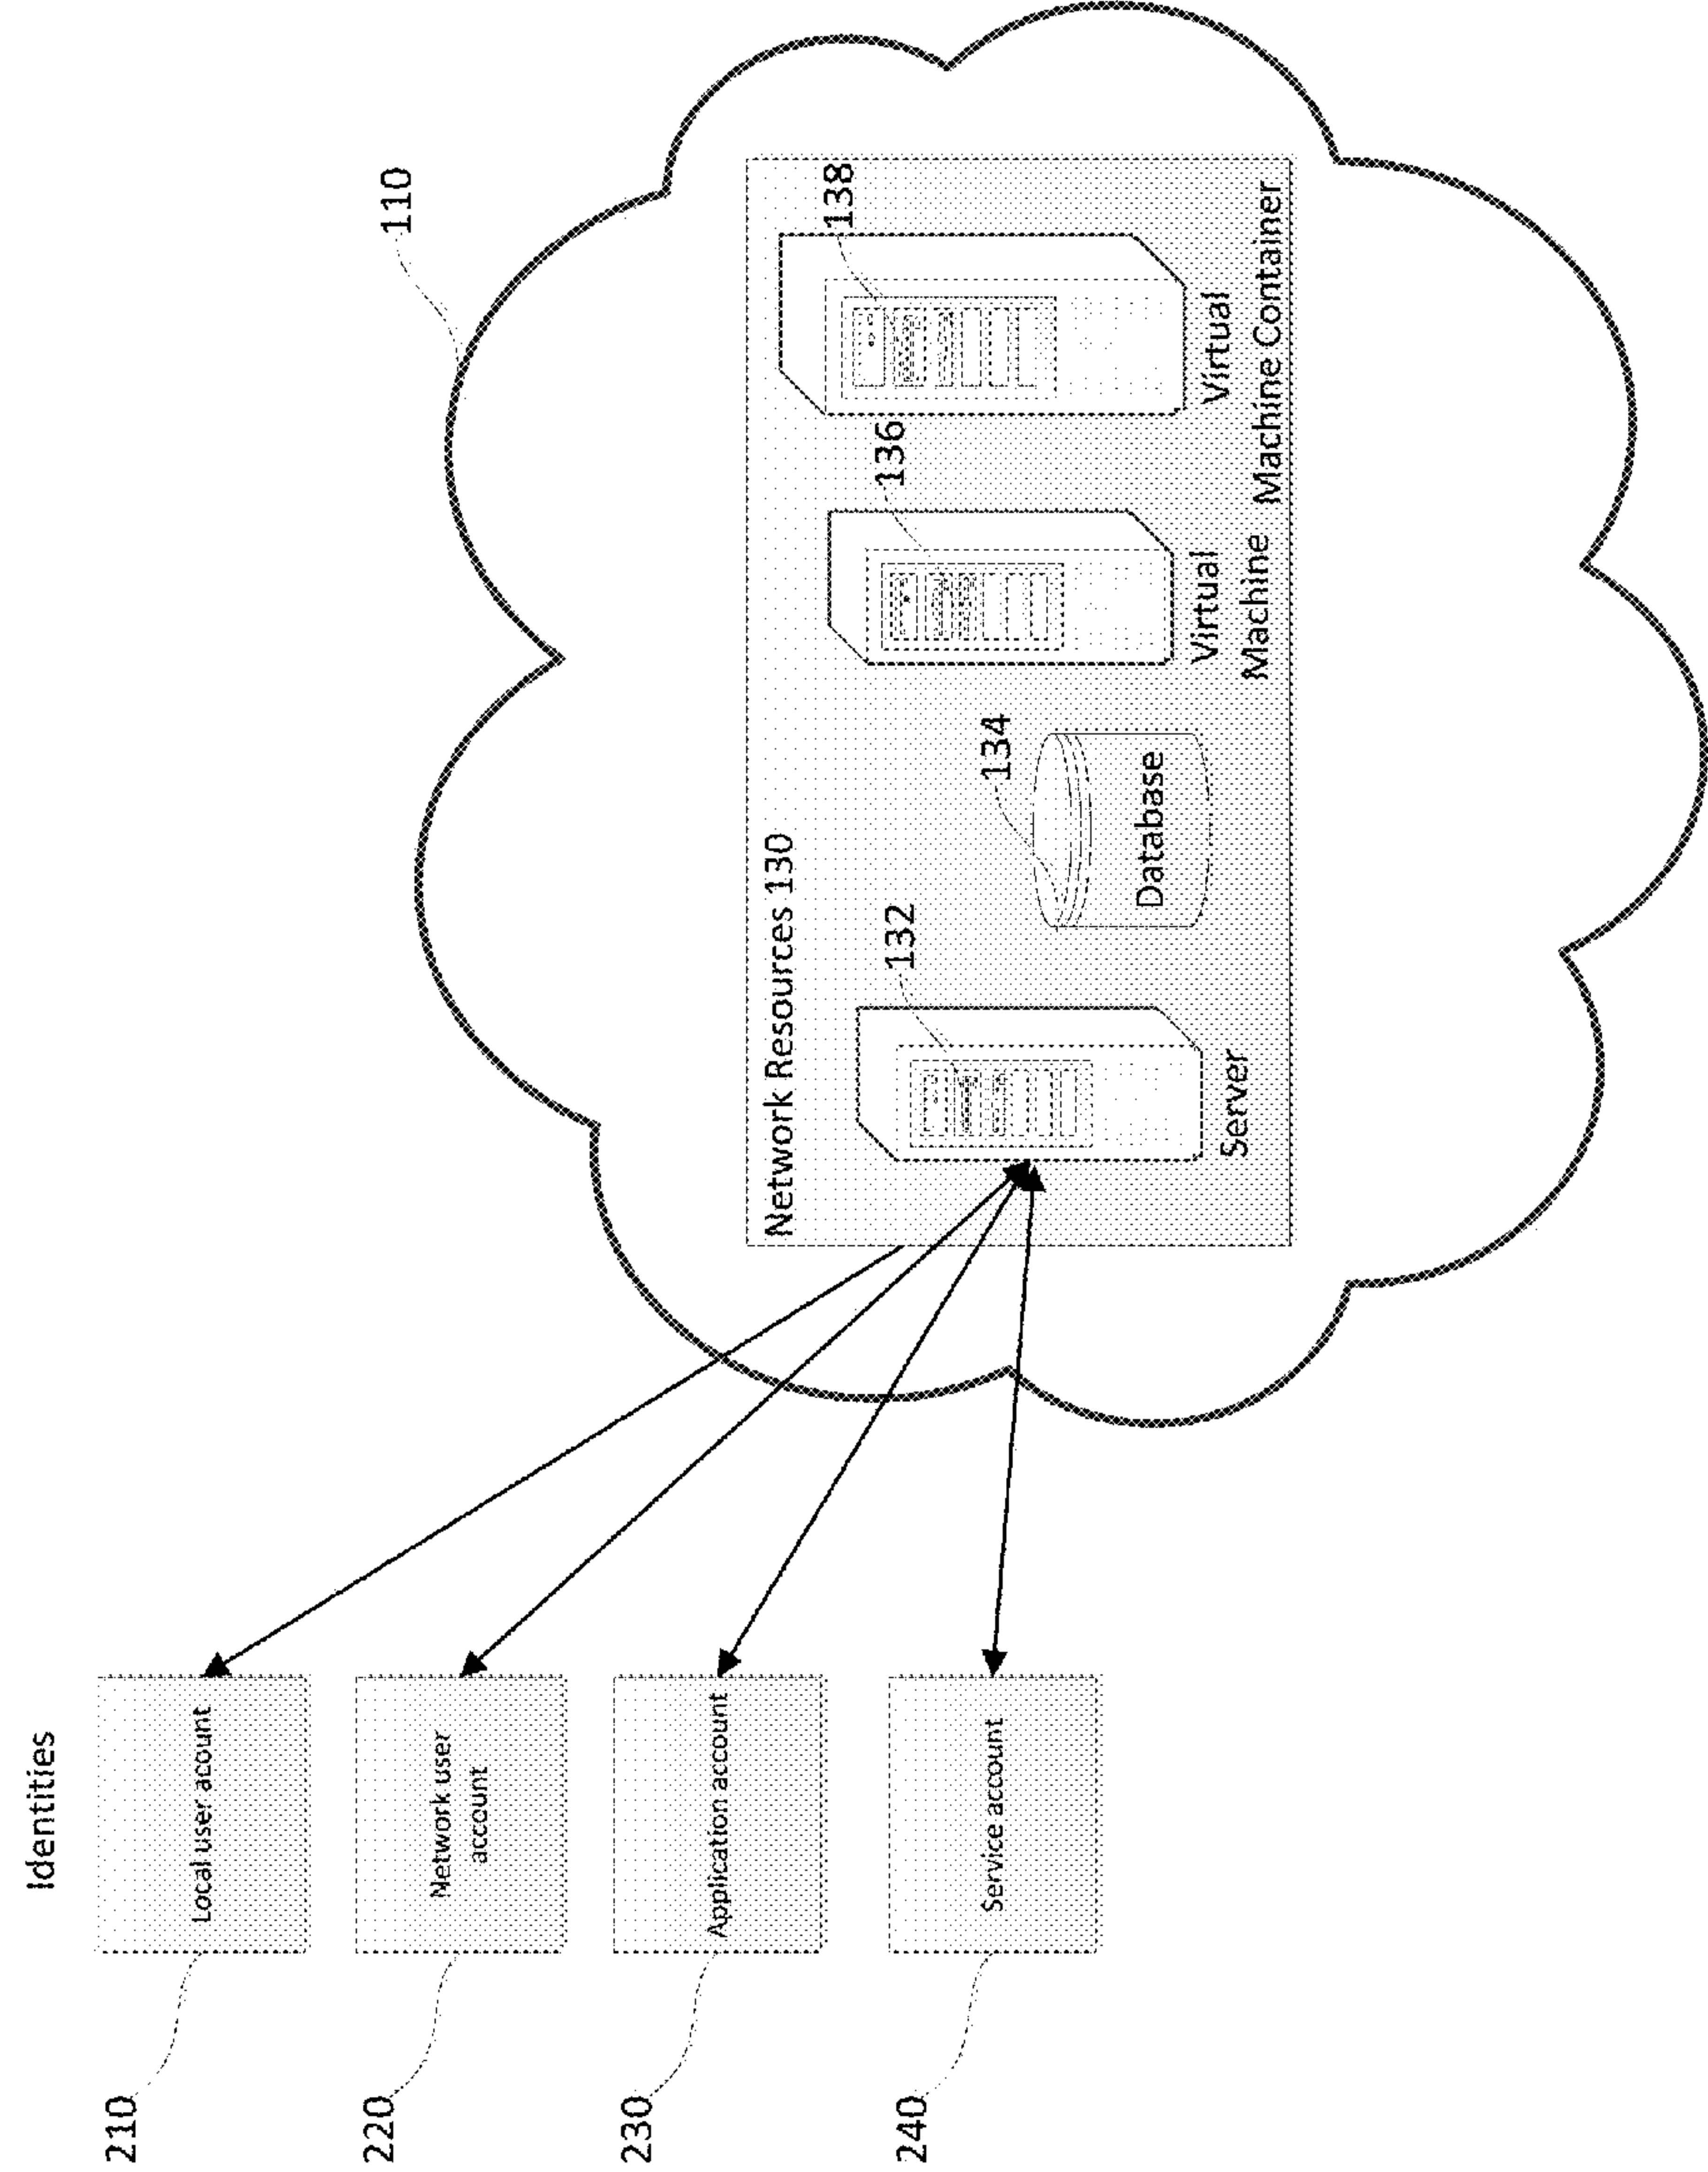 Identities
210
Local user acount
220
Network user
account
230
Application account
240
Service account
110
Network Resources 130
132
Server
134
Database
136
Virtual
Machine
138
Virtual
Machine Container